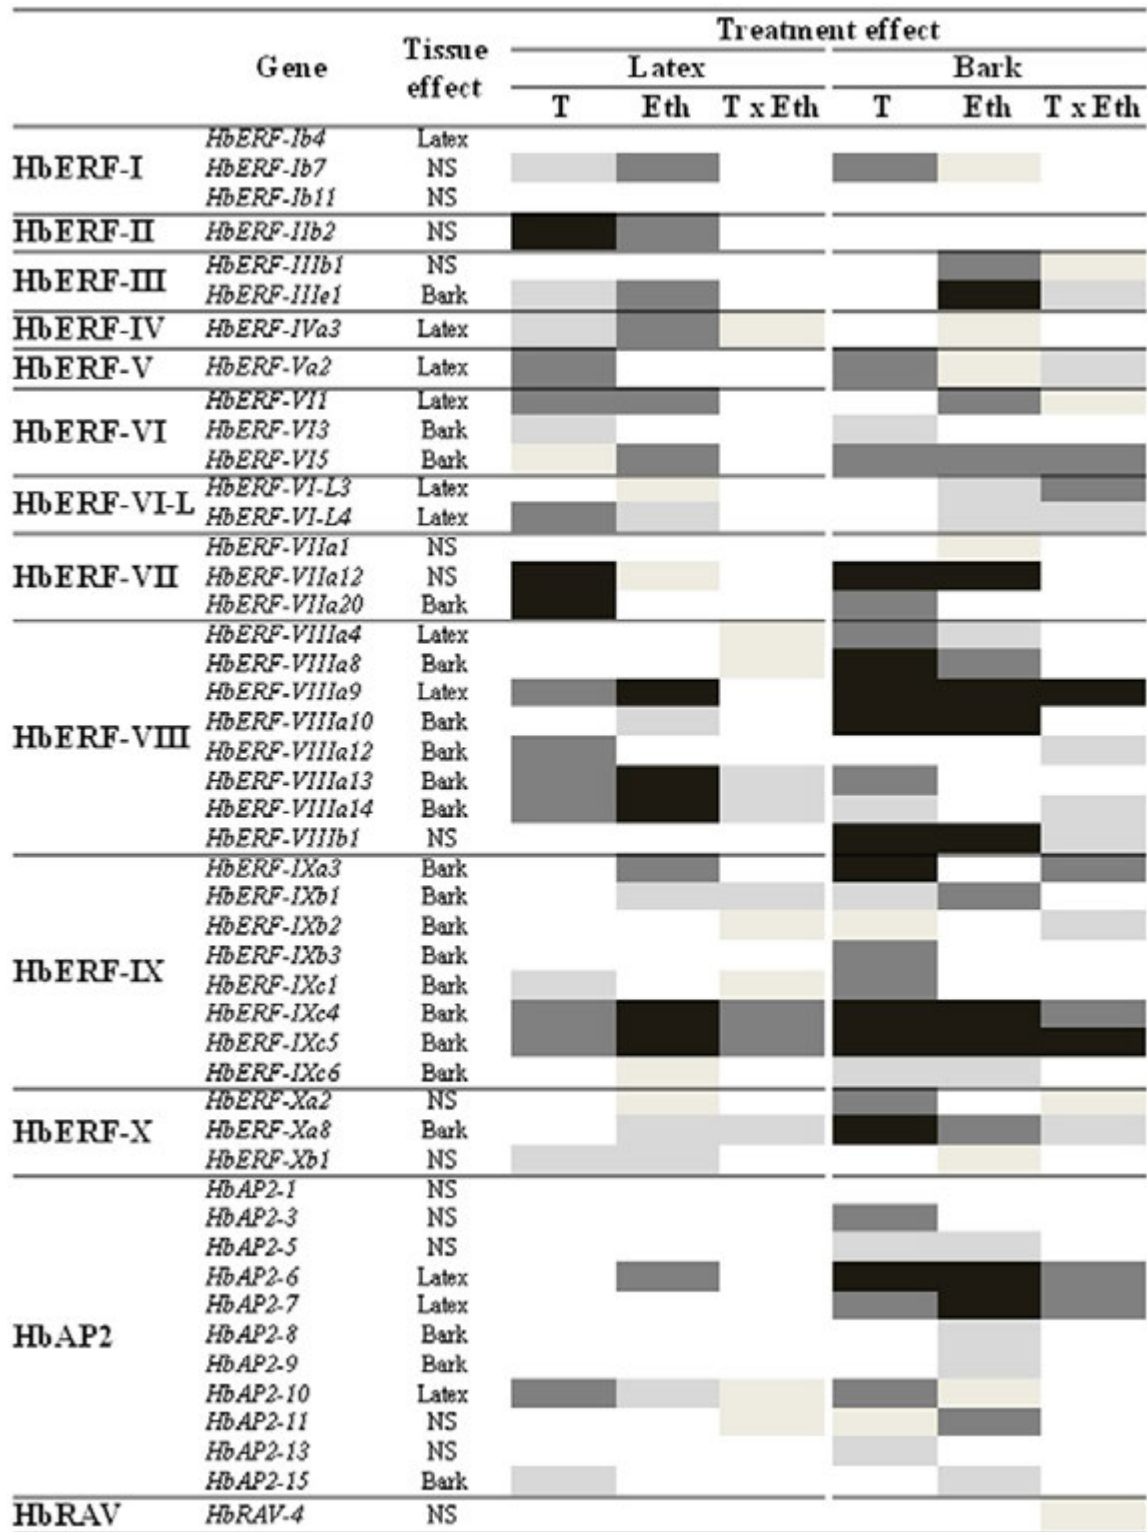 Treatment effect
Gene Tissue effect Latex Bark
T Eth T x Eth T Eth T x Eth
HbERF-I HbERF-Ib4 Latex
HbERF-Ib7 NS
HbERF-Ib11 NS
HbERF-II HbERF-IIb2 NS
HbERF-III HbERF-IIIb1 NS
HbERF-IIIe1 Bark
HbERF-IV HbERF-IVa3 Latex
HbERF-V HbERF-Va2 Latex
HbERF-VI HbERF-VI1 Latex
HbERF-VI3 Bark
HbERF-VI5 Bark
HbERF-VI-L HbERF-VI-L3 Latex
HbERF-VI-L4 Latex
HbERF-VII HbERF-VIIa1 NS
HbERF-VIIa12 NS
HbERF-VIIa20 Bark
HbERF-VIII HbERF-VIIIa4 Latex
HbERF-VIIIa8 Bark
HbERF-VIIIa9 Latex
HbERF-VIIIa10 Bark
HbERF-VIIIa12 Bark
HbERF-VIIIa13 Bark
HbERF-VIIIa14 Bark
HbERF-VIIIb1 NS
HbERF-IX HbERF-IXa3 Bark
HbERF-IXb1 Bark
HbERF-IXb2 Bark
HbERF-IXb3 Bark
HbERF-IXc1 Bark
HbERF-IXc4 Bark
HbERF-IXc5 Bark
HbERF-IXc6 Bark
HbERF-X HbERF-Xa2 NS
HbERF-Xa8 Bark
HbERF-Xb1 NS
HbAP2 HbAP2-1 NS
HbAP2-3 NS
HbAP2-5 NS
HbAP2-6 Latex
HbAP2-7 Latex
HbAP2-8 Bark
HbAP2-9 Bark
HbAP2-10 Latex
HbAP2-11 NS
HbAP2-13 NS
HbAP2-15 Bark
HbRAV HbRAV-4 NS